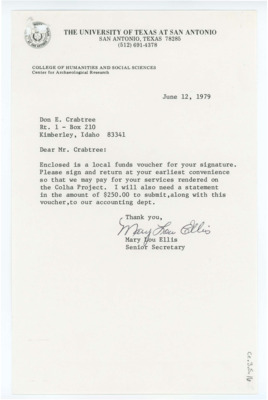 THE UNIVERSITY OF TEXAS AT SAN ANTONIO
SAN ANTONIO, TEXAS 78285
(512) 691-4378
COLLEGE OF HUMANITIES AND SOCIAL SCIENCES
Center for Archaeological Research
June 12, 1979
Don E. Crabtree
Rt. 1 - Box 210
Kimberley, Idaho 83341
Dear Mr. Crabtree:
Enclosed is a local funds voucher for your signature.
Please sign and return at your earliest convenience
so that we may pay for your services rendered on
the Colha Project. I will also need a statement
in the amount of $250.00 to submit,along with this
voucher,to our accounting dept.
Thank you,
Mary Lou Ellis
Mary Lou Ellis
Senior Secretary